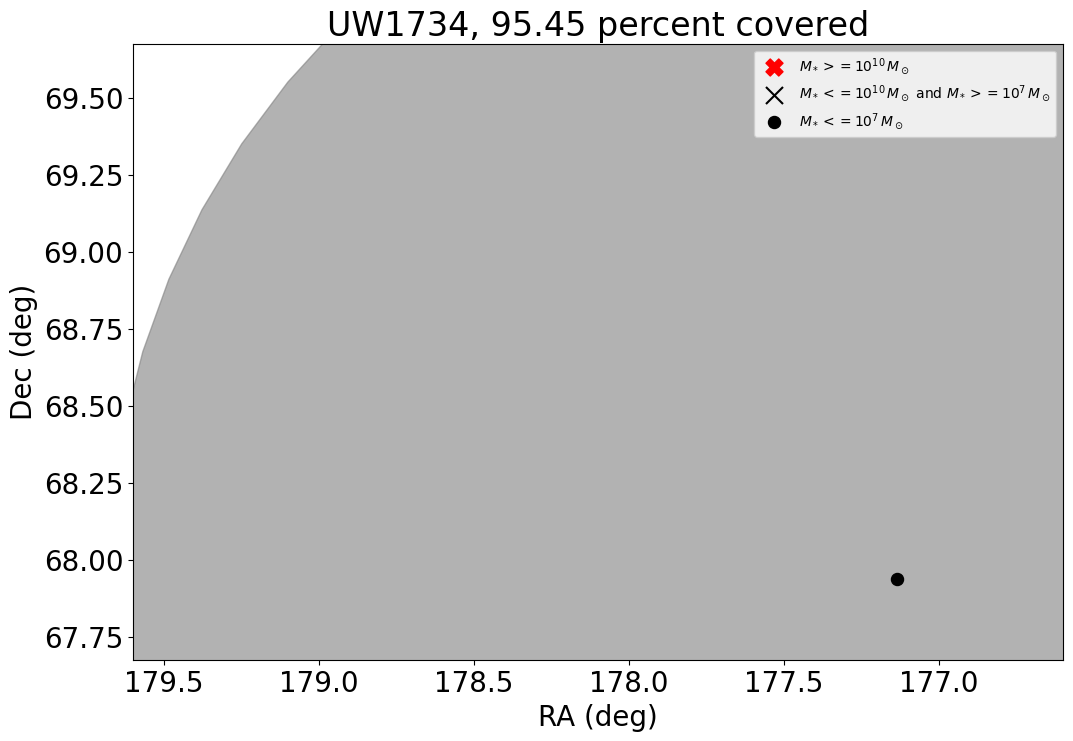 UW1734, 95.45 percent covered
M* >= 10^10 M⊙
M* <= 10^10 M⊙ and M* >= 10^7 M⊙
M* <= 10^7 M⊙
69.50
69.25
69.00
68.75
68.50
68.25
68.00
67.75
Dec (deg)
179.5 179.0 178.5 178.0 177.5 177.0
RA (deg)